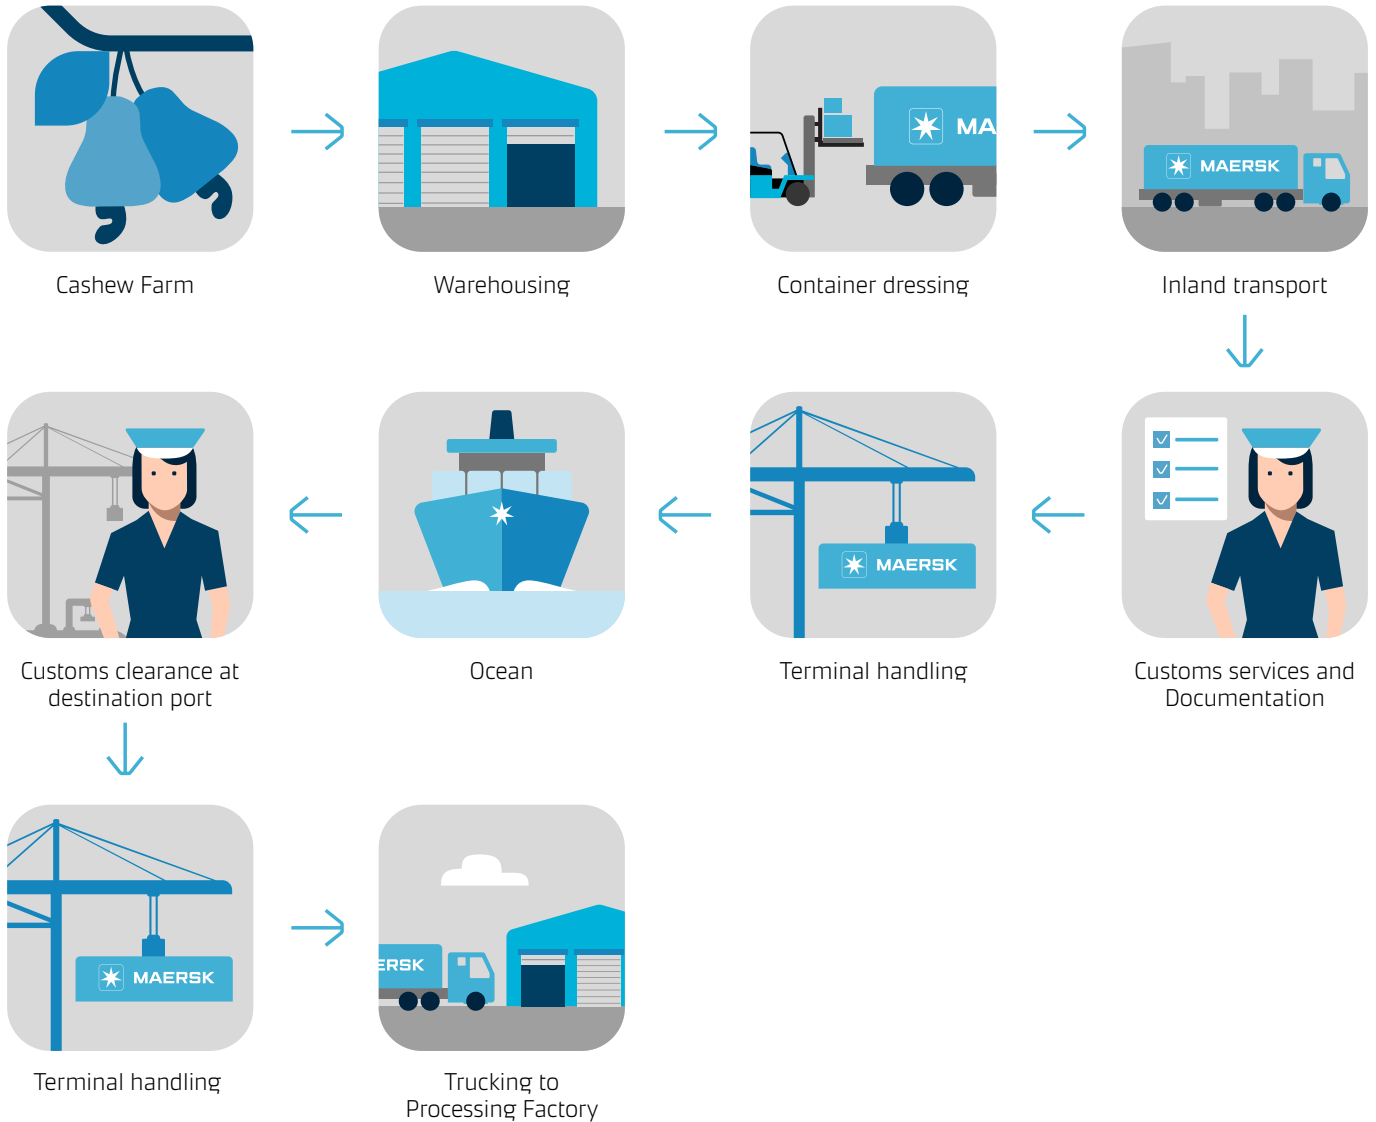 MA
MAERSK
Cashew Farm
Warehousing
Container dressing
Inland transport
MAERSK
Customs clearance at
destination port
Ocean
Terminal handling
Customs services and
Documentation
MAERSK
ERSK
Terminal handling
Trucking to
Processing Factory